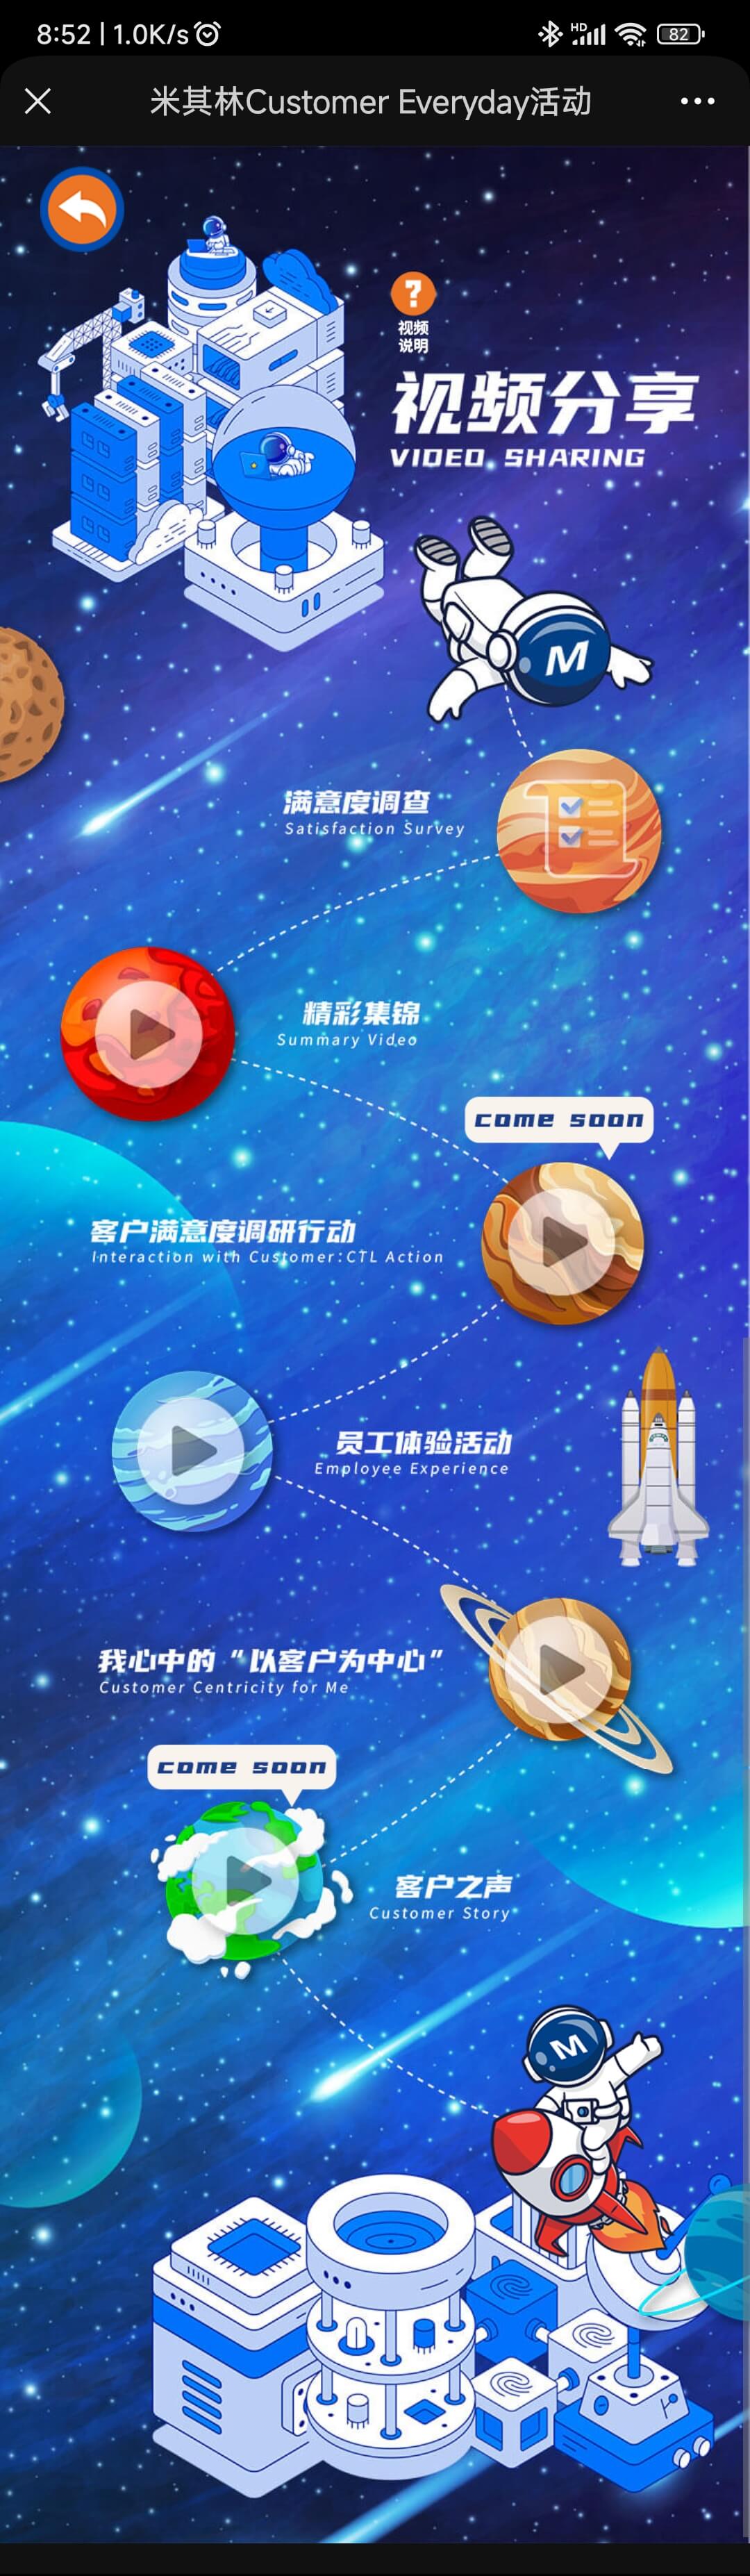 8:52 | 1.0K/s
HD
82
米其林Customer Everyday活动
?
视频
说明
视频分享
VIDEO SHARING
M
满意度调查
Satisfaction Survey
精彩集锦
Summary Video
come soon
客户满意度调研行动
Interaction with Customer:CTL Action
员工体验活动
Employee Experience
我心中的“以客户为中心”
Customer Centricity for Me
come soon
客户之声
Customer Story
M